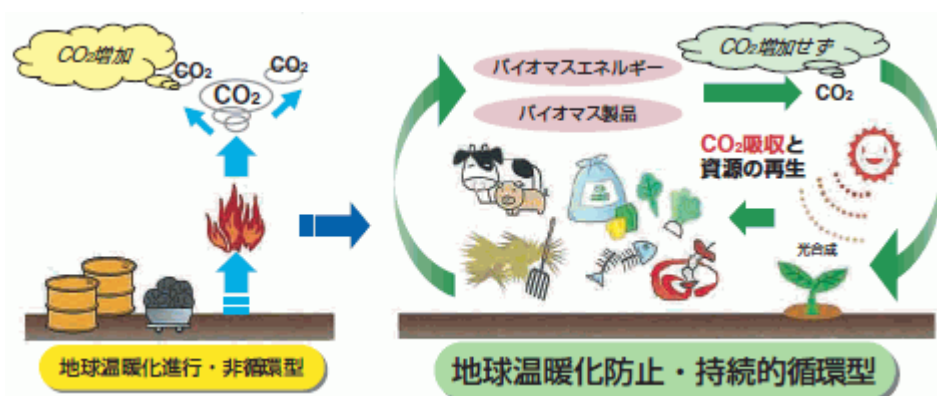 CO₂増加
CO₂
CO₂
CO₂
地球温暖化進行・非循環型
バイオマスエネルギー
バイオマス製品
CO₂増加せず
CO₂
CO₂吸収と
資源の再生
光合成
地球温暖化防止・持続的循環型